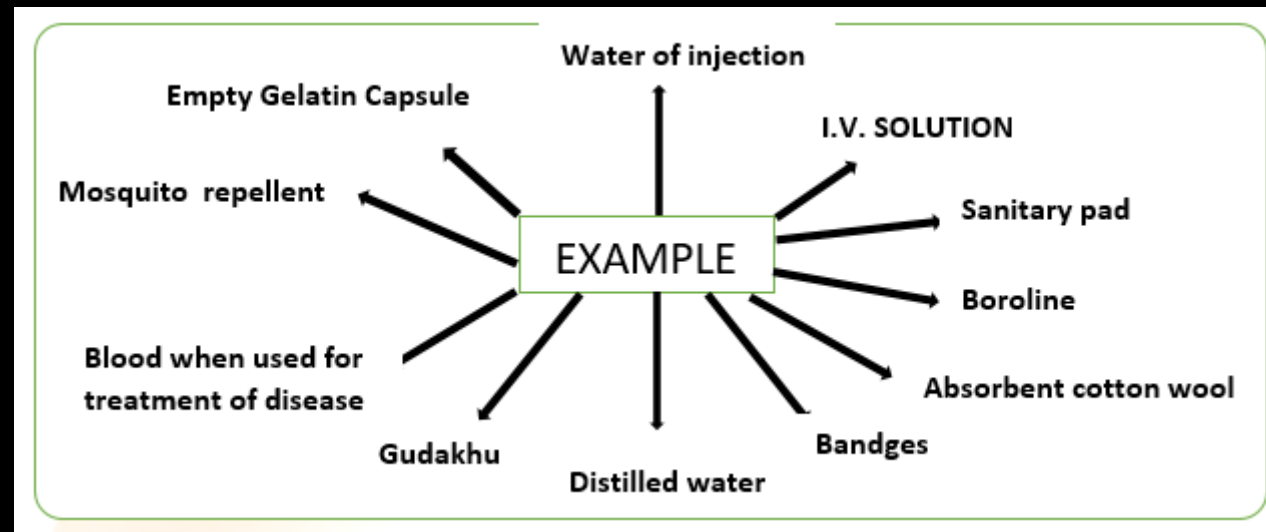 Water of injection
Empty Gelatin Capsule
I.V. SOLUTION
Mosquito repellent
Sanitary pad
EXAMPLE
Boroline
Blood when used for
treatment of disease
Absorbent cotton wool
Gudakhu
Bandges
Distilled water